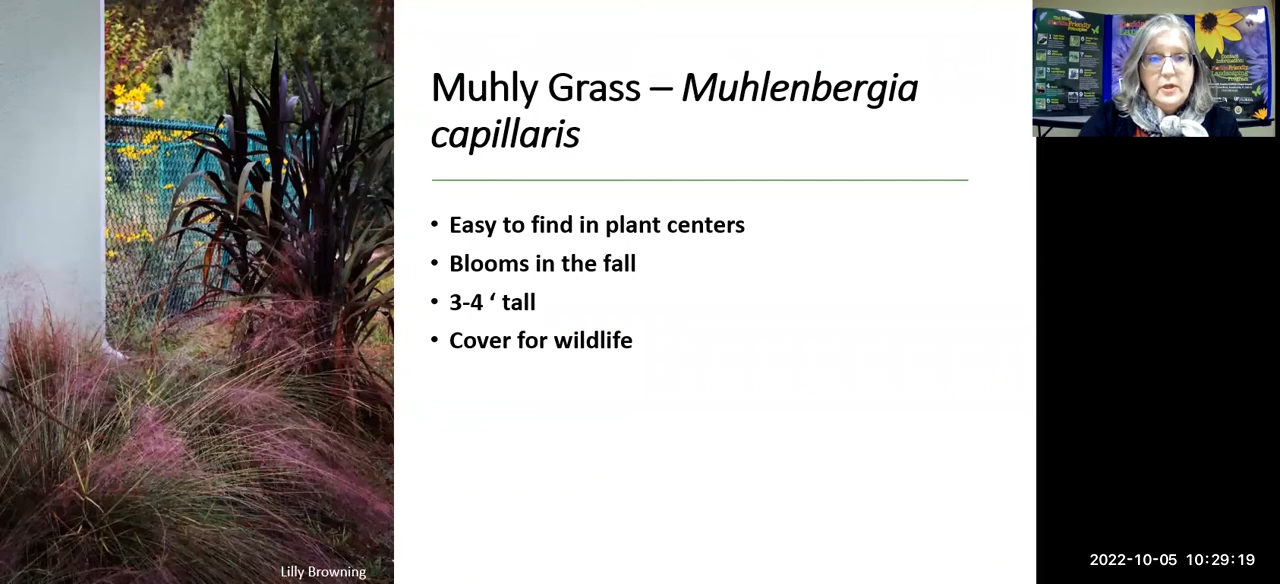 Muhly Grass – Muhlenbergia
capillaris
• Easy to find in plant centers
• Blooms in the fall
• 3-4 ‘ tall
• Cover for wildlife
Lilly Browning
2022-10-05 10:29:19